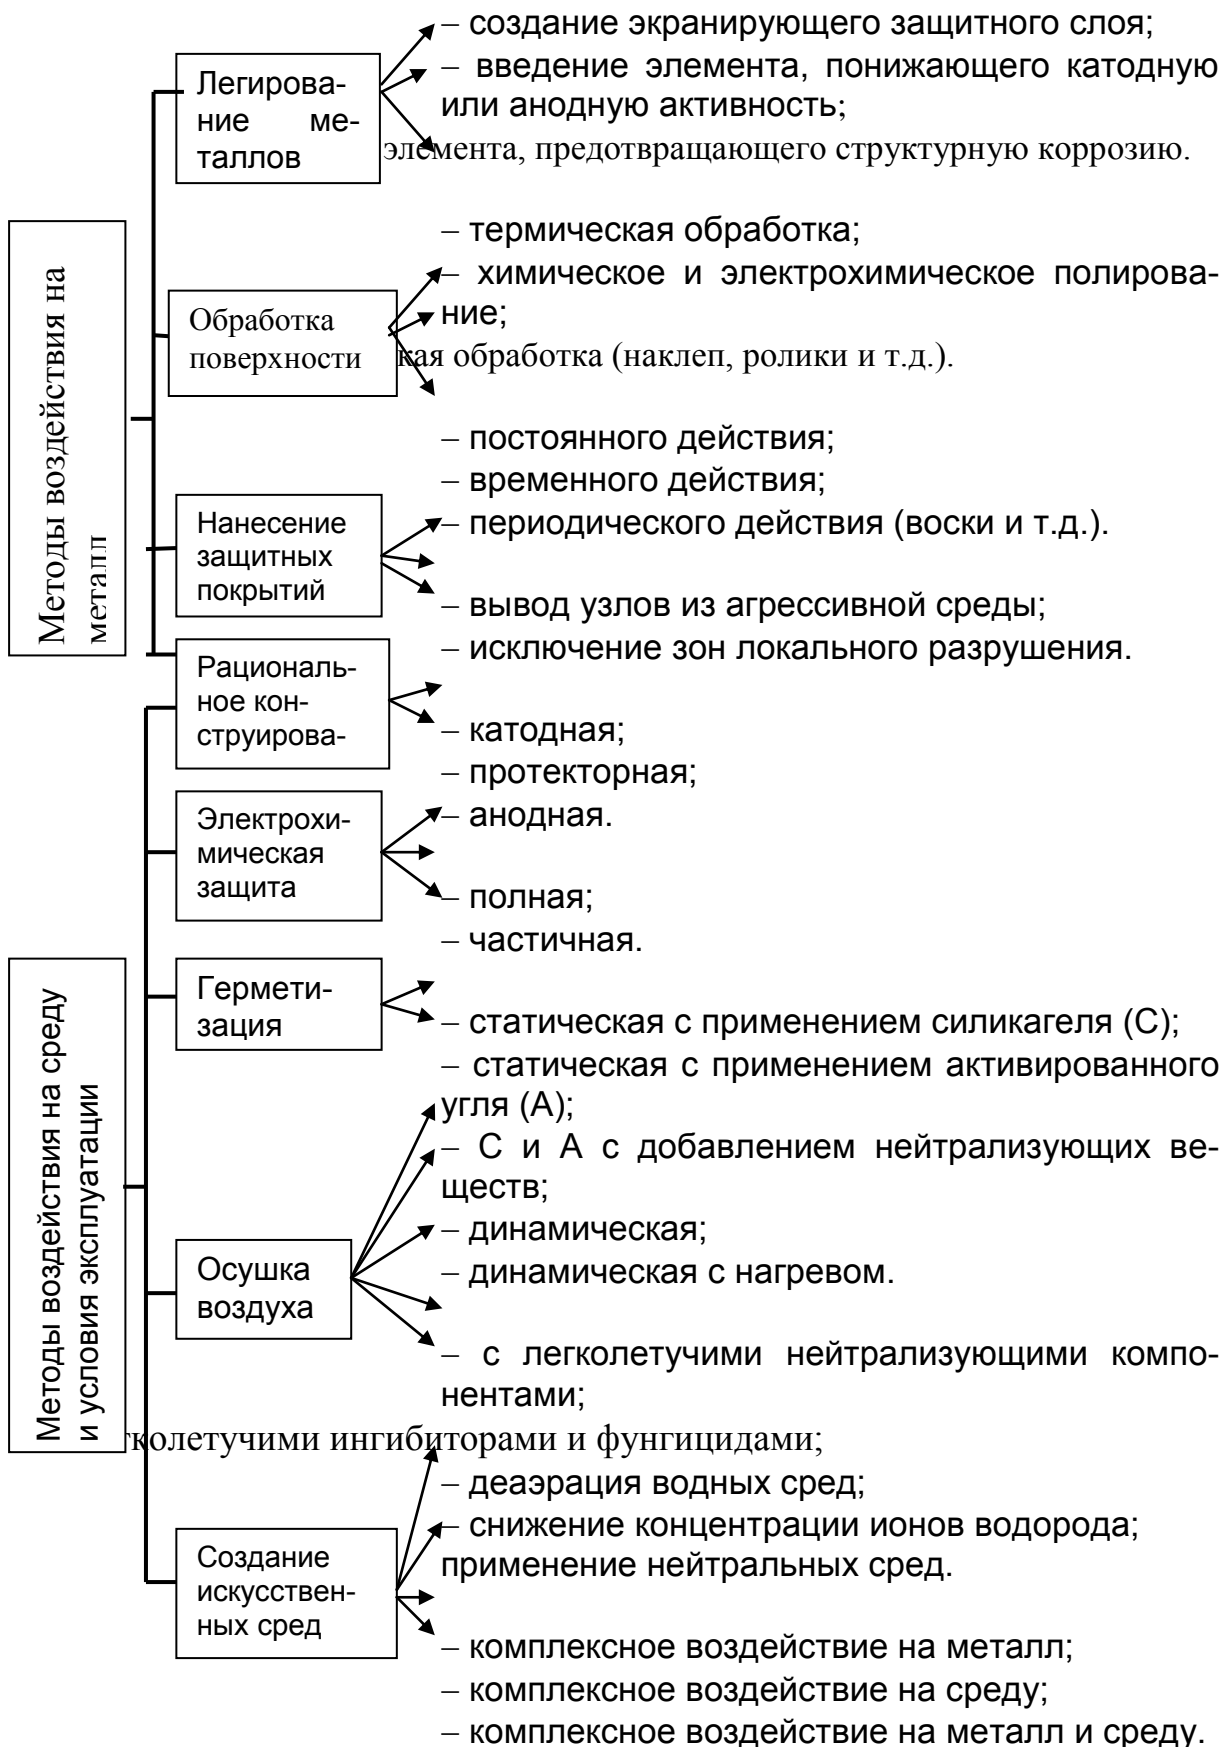 – создание экранирующего защитного слоя;
– введение элемента, понижающего катодную
или анодную активность;
элемента, предотвращающего структурную коррозию.
Легирова-
ние ме-
таллов
Методы воздействия на
металл
– термическая обработка;
– химическое и электрохимическое полирова-
ние;
кая обработка (наклеп, ролики и т.д.).
Обработка
поверхности
– постоянного действия;
– временного действия;
– периодического действия (воски и т.д.).
Нанесение
защитных
покрытий
– вывод узлов из агрессивной среды;
– исключение зон локального разрушения.
Рациональ-
ное кон-
струирова-
– катодная;
– протекторная;
– анодная.
Электрохи-
мическая
защита
– полная;
– частичная.
Гермети-
зация
Методы воздействия на среду
и условия эксплуатации
– статическая с применением силикагеля (С);
– статическая с применением активированного
угля (А);
– С и А с добавлением нейтрализующих ве-
ществ;
– динамическая;
– динамическая с нагревом.
Осушка
воздуха
– с легколетучими нейтрализующими компо-
нентами;
гколетучими ингибиторами и фунгицидами;
– деаэрация водных сред;
– снижение концентрации ионов водорода;
применение нейтральных сред.
Создание
искусствен-
ных сред
– комплексное воздействие на металл;
– комплексное воздействие на среду;
– комплексное воздействие на металл и среду.